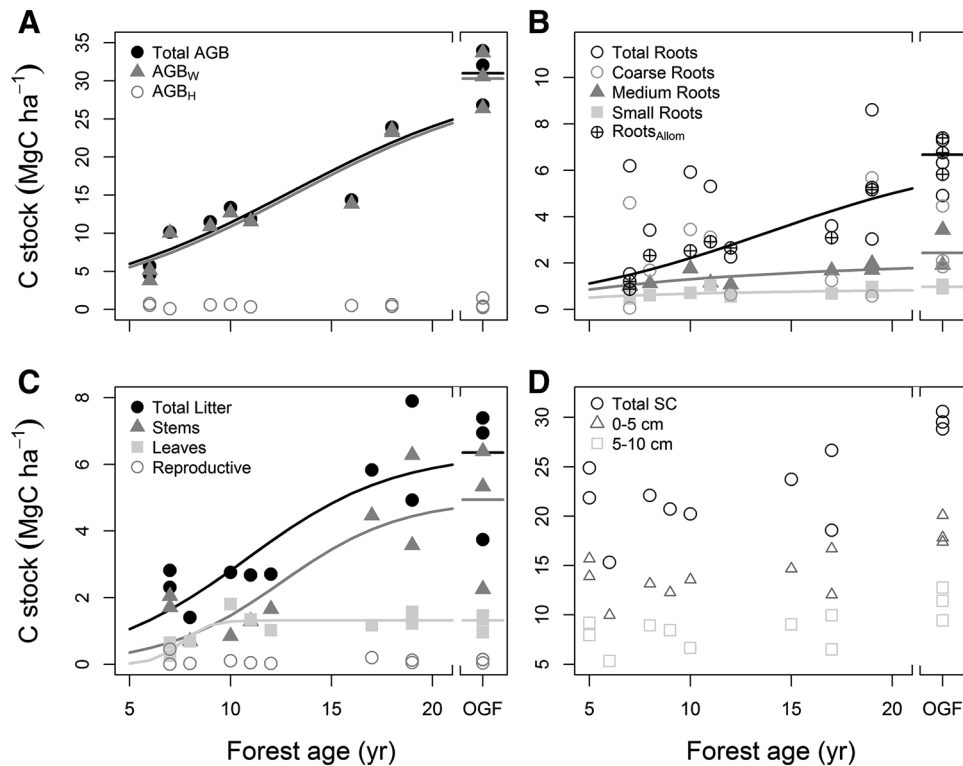 A
C stock (MgC ha⁻¹)
35
30
25
20
15
10
5
0
Total AGB
AGB_W
AGB_H
B
10
8
6
4
2
0
Total Roots
Coarse Roots
Medium Roots
Small Roots
Roots_Allom
C
C stock (MgC ha⁻¹)
8
6
4
2
0
Total Litter
Stems
Leaves
Reproductive
5
10
15
20
OGF
Forest age (yr)
D
30
25
20
15
10
5
Total SC
0-5 cm
5-10 cm
5
10
15
20
OGF
Forest age (yr)